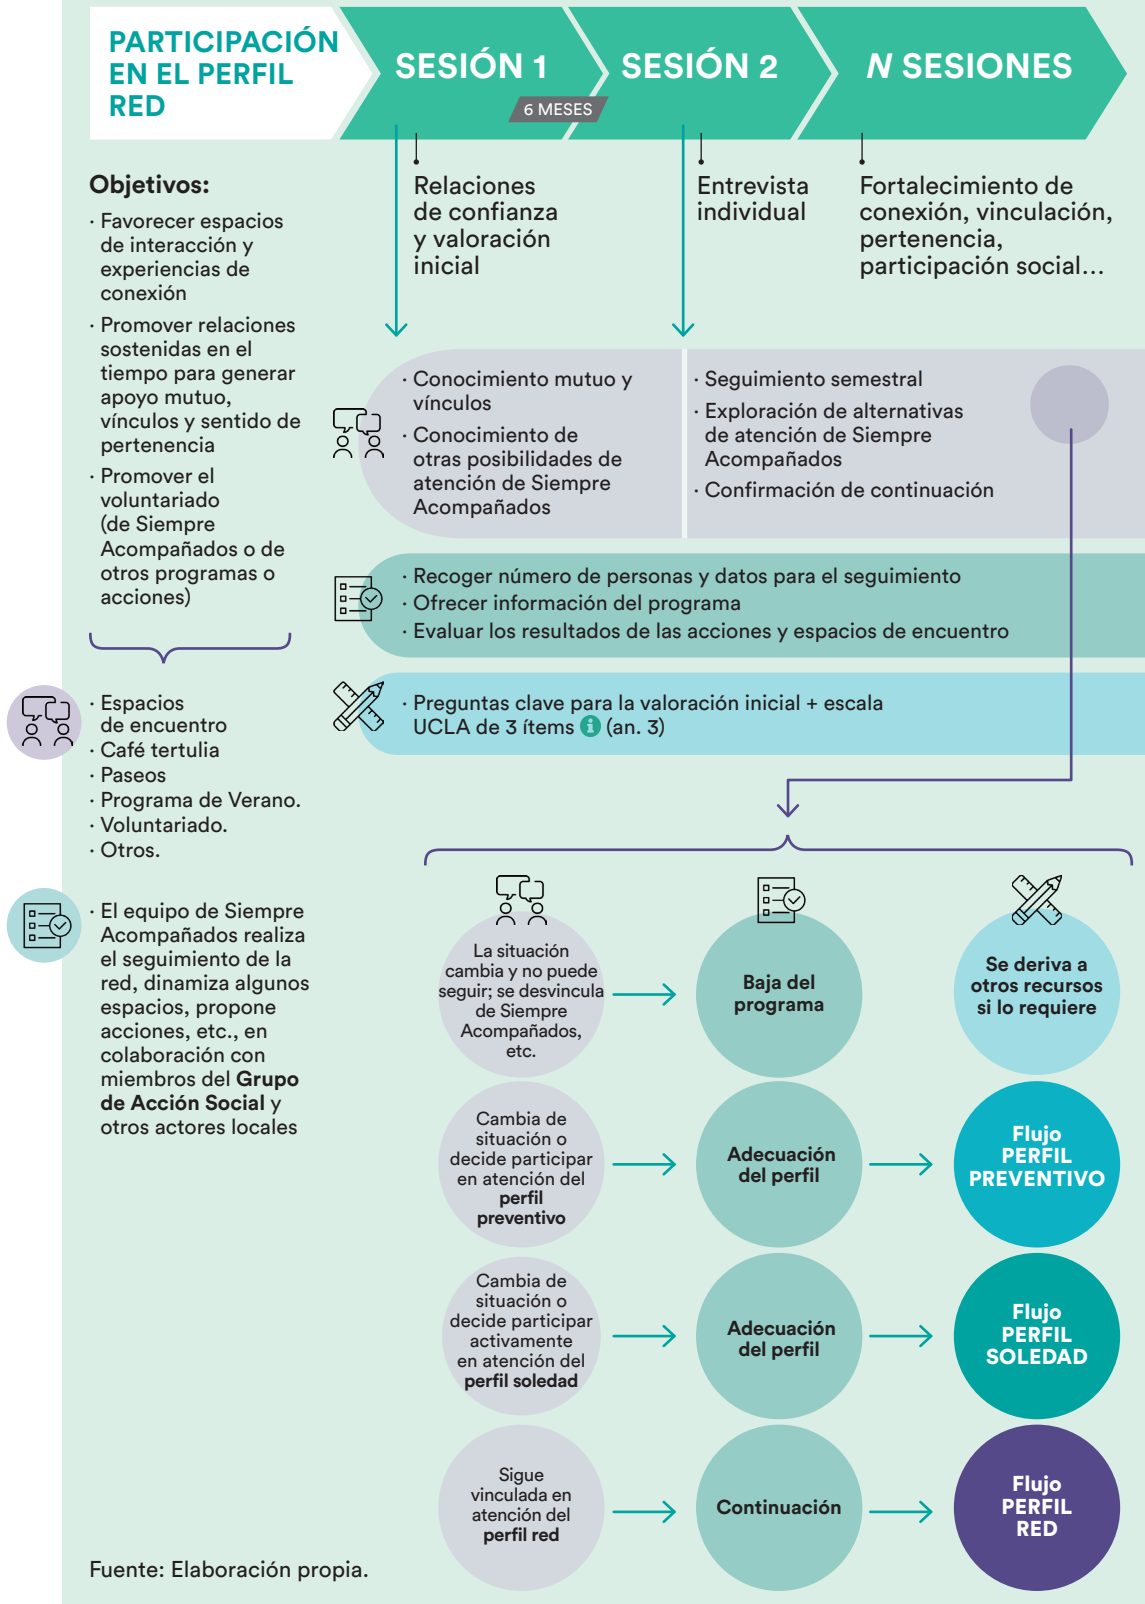 PARTICIPACIÓN
EN EL PERFIL
RED
SESIÓN 1
6 MESES
SESIÓN 2
N SESIONES
Objetivos:
· Favorecer espacios
de interacción y
experiencias de
conexión
· Promover relaciones
sostenidas en el
tiempo para generar
apoyo mutuo,
vínculos y sentido de
pertenencia
· Promover el
voluntariado
(de Siempre
Acompañados o de
otros programas o
acciones)
· Espacios
de encuentro
· Café tertulia
· Paseos
· Programa de Verano.
· Voluntariado.
· Otros.
· El equipo de Siempre
Acompañados realiza
el seguimiento de la
red, dinamiza algunos
espacios, propone
acciones, etc., en
colaboración con
miembros del Grupo
de Acción Social y
otros actores locales
Relaciones
de confianza
y valoración
inicial
Entrevista
individual
Fortalecimiento de
conexión, vinculación,
pertenencia,
participación social...
· Conocimiento mutuo y
vínculos
· Conocimiento de
otras posibilidades de
atención de Siempre
Acompañados
· Seguimiento semestral
· Exploración de alternativas
de atención de Siempre
Acompañados
· Confirmación de continuación
· Recoger número de personas y datos para el seguimiento
· Ofrecer información del programa
· Evaluar los resultados de las acciones y espacios de encuentro
· Preguntas clave para la valoración inicial + escala
UCLA de 3 ítems i (an. 3)
La situación
cambia y no puede
seguir; se desvincula
de Siempre
Acompañados,
etc.
Baja del
programa
Se deriva a
otros recursos
si lo requiere
Cambia de
situación o
decide participar
en atención del
perfil
preventivo
Adecuación
del perfil
Flujo
PERFIL
PREVENTIVO
Cambia de
situación o
decide participar
activamente
en atención del
perfil soledad
Adecuación
del perfil
Flujo
PERFIL
SOLEDAD
Sigue
vinculada en
atención del
perfil red
Continuación
Flujo
PERFIL
RED
Fuente: Elaboración propia.